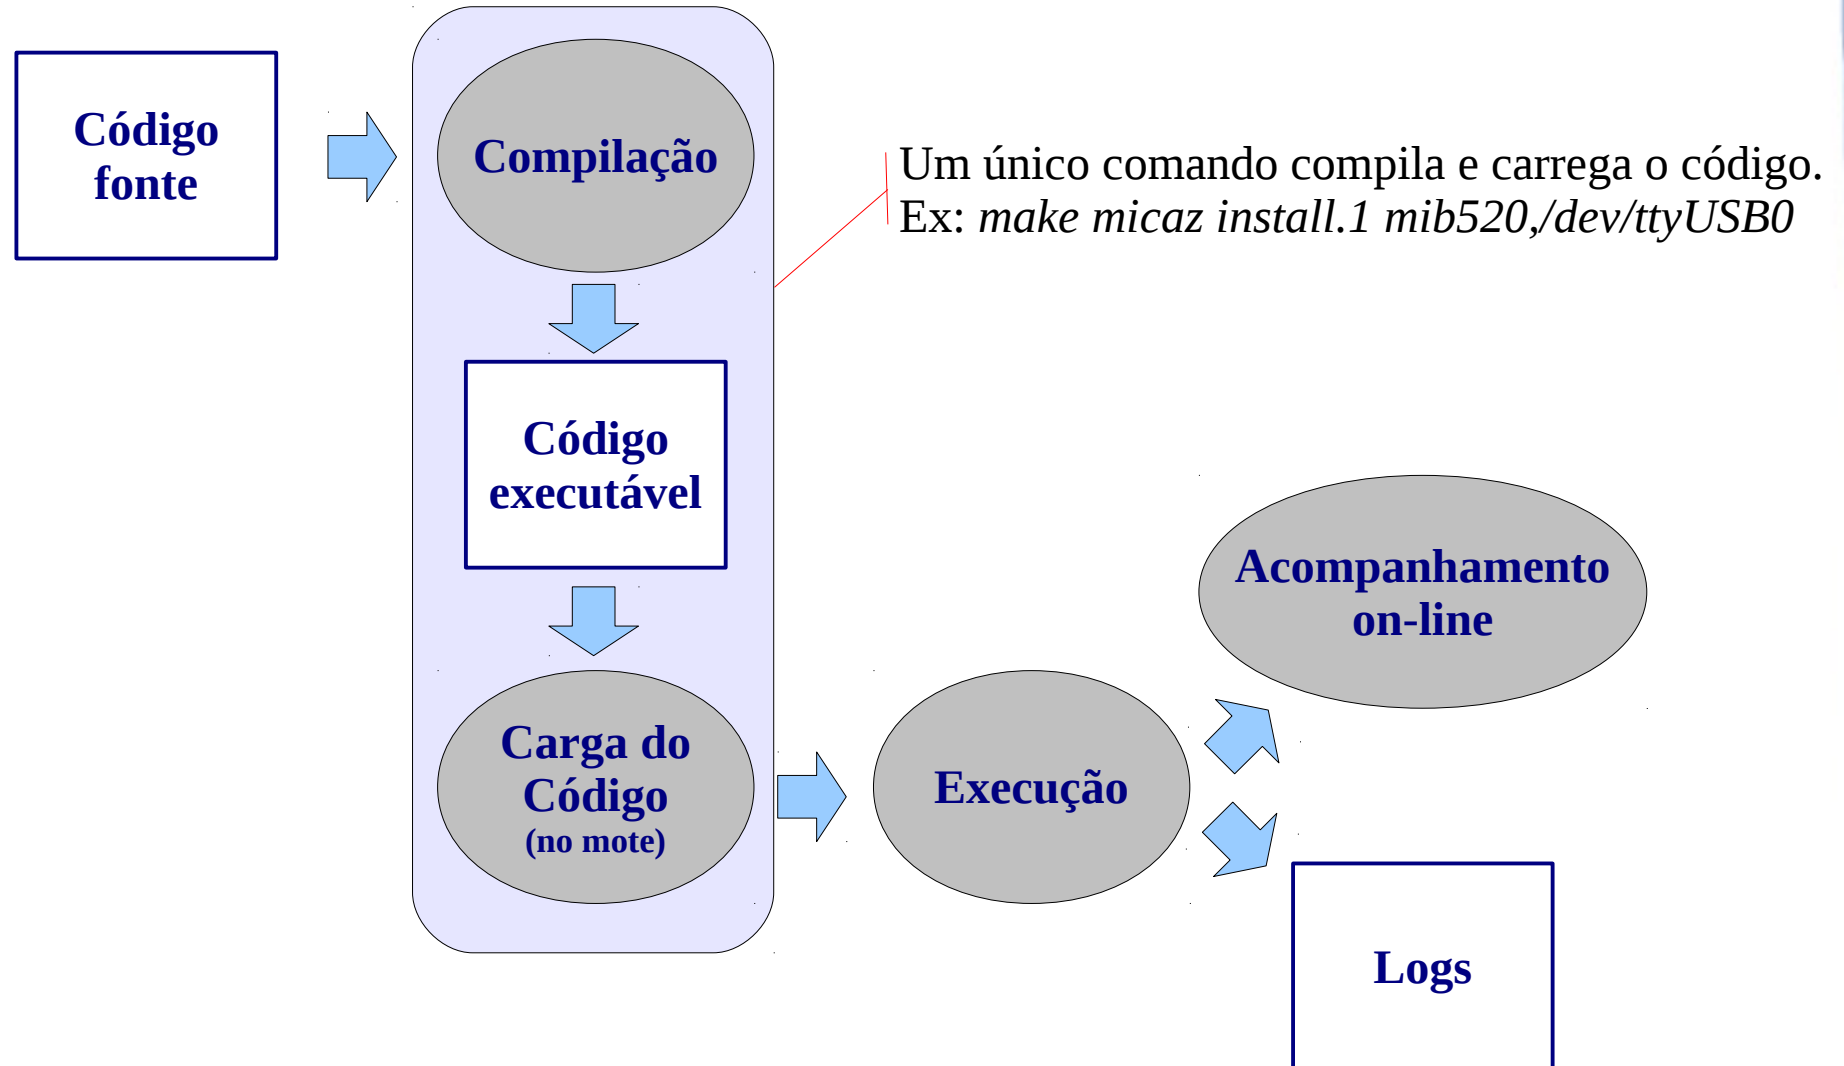 Código
fonte
Compilação
Um único comando compila e carrega o código.
Ex: make micaz install.1 mib520,/dev/ttyUSB0
Código
executável
Acompanhamento
on-line
Carga do
Código
(no mote)
Execução
Logs